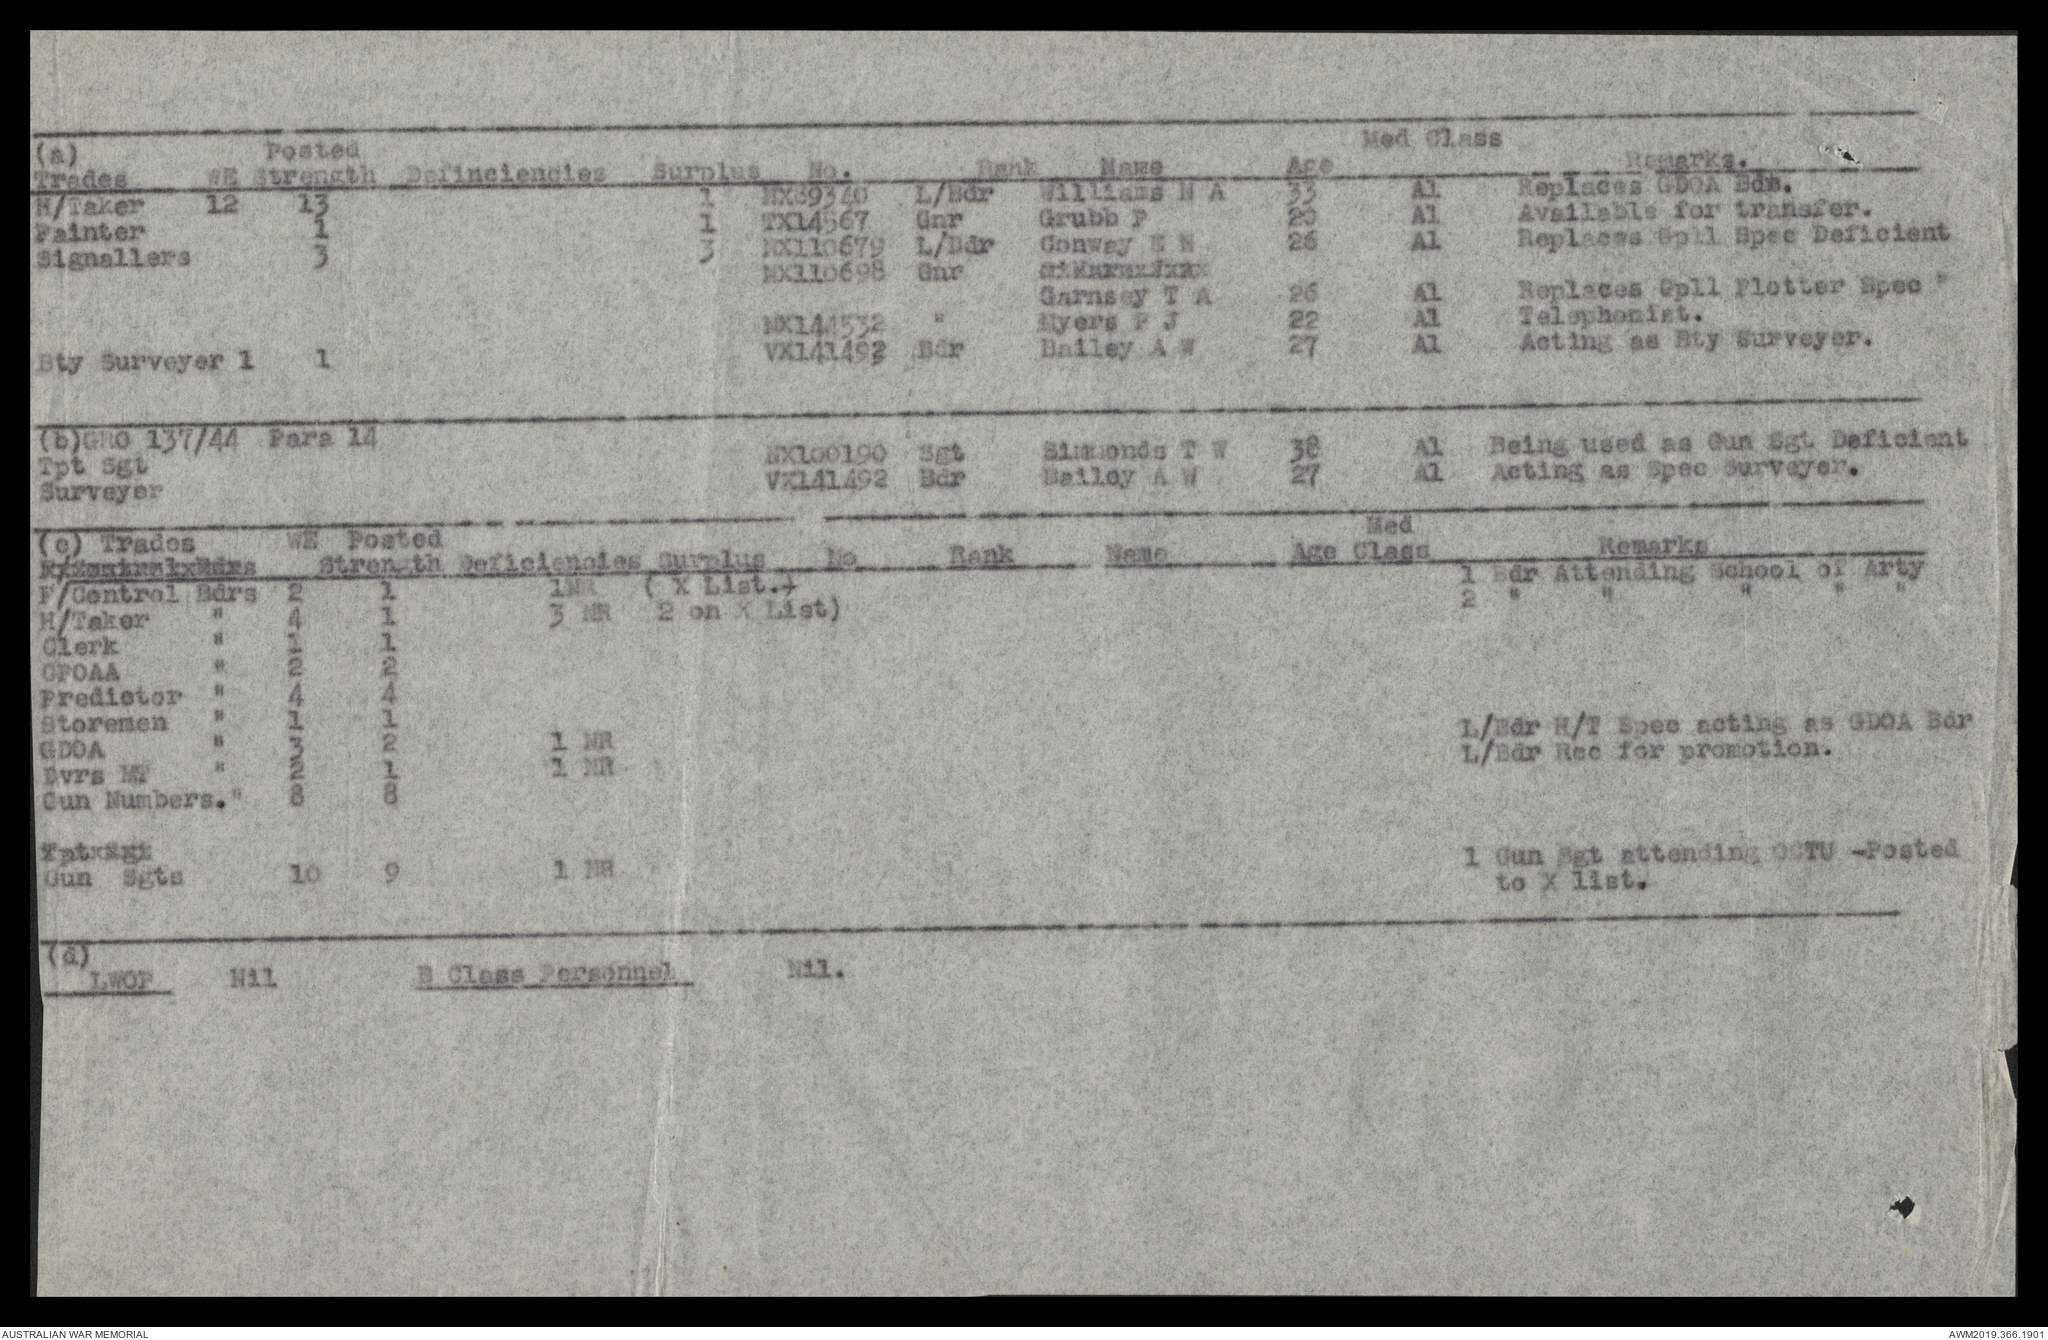 Med Class
(a) Posted
Trades WE Strength Definciencies Surplus No. Rank Name Age Remarks.
H/Taker 12 13 1 NX89340 L/Bdr Williams N A 33 A1 Replaces GDOA Bdr.
Painter 1 1 TX14567 Gnr Grubb P 20 A1 Available for transfer.
Signallers 3 3 NX110679 L/Bdr Conway E N 26 A1 Replaces Gpll Spec Deficient
NX110698 Gnr
Garnsey T A 26 A1 Replaces Gpll Plotter Spec "
NX144532 " Myers P J 22 A1 Telephonist.
Bty Surveyer 1 1 VX141492 Bdr Bailey A W 27 A1 Acting as Bty Surveyer.
(b)GRO 137/44 Para 14
Tpt Sgt NX100190 Sgt Simmonds T W 38 A1 Being used as Gun Sgt Deficient
Surveyer VX141492 Bdr Bailey A W 27 A1 Acting as Spec Surveyer.
Med
(c) Trades WE Posted
Strength Deficiencies Surplus No Rank Name Age Class Remarks
F/Control Bdrs 2 1 1NR ( X List.) 1 Bdr Attending School of Arty
H/Taker " 4 1 3 NR 2 on X List) 2 " " " " "
Clerk " 1 1
GPOAA " 2 2
Predictor " 4 4
Storemen " 1 1
GDOA " 3 2 1 NR L/Bdr H/T Spec acting as GDOA Bdr
Dvrs MT " 2 1 1 NR L/Bdr Rec for promotion.
Gun Numbers." 8 8
Tpt Sgt
Gun Sgts 10 9 1 NR 1 Gun Sgt attending OCTU -Posted
to X list.
(d)
LWOP Nil B Class Personnel Nil.
AUSTRALIAN WAR MEMORIAL AWM2019.366.1901